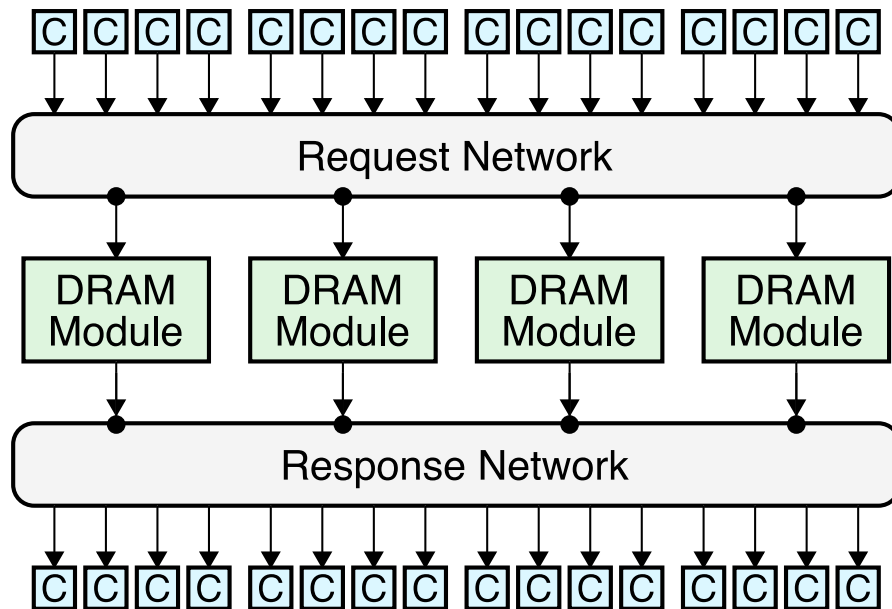 C C C C C C C C C C C C C C C C
Request Network
DRAM DRAM DRAM DRAM
Module Module Module Module
Response Network
C C C C C C C C C C C C C C C C